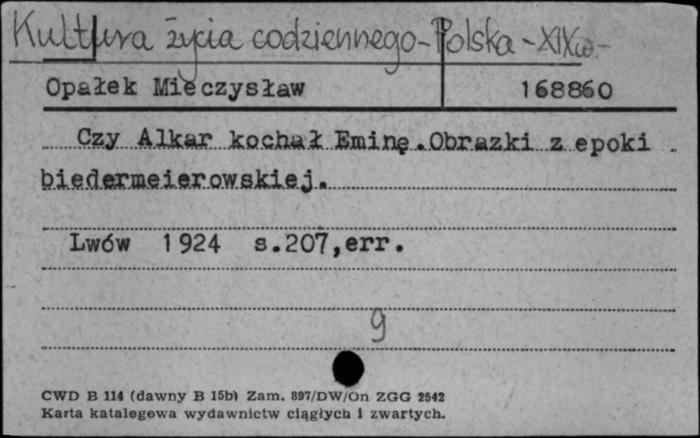 Kultura życia codziennego - Polska - XIX w. -
Opałek Mieczysław 168860
Czy Alkar kochał Eminę. Obrazki z epoki
biedermeierowskiej.
Lwów 1924 s.207, err.
9
CWD B 114 (dawny B 15b) Zam. 897/DW/On ZGG 2542
Karta katalogowa wydawnictw ciągłych i zwartych.